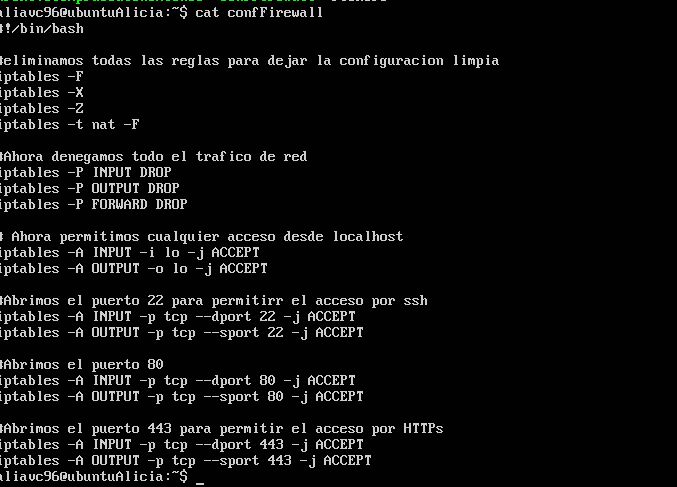 aliavc96@ubuntuAlicia:~$ cat confFirewall
#!/bin/bash
#eliminamos todas las reglas para dejar la configuracion limpia
iptables -F
iptables -X
iptables -Z
iptables -t nat -F
#Ahora denegamos todo el trafico de red
iptables -P INPUT DROP
iptables -P OUTPUT DROP
iptables -P FORWARD DROP
# Ahora permitimos cualquier acceso desde localhost
iptables -A INPUT -i lo -j ACCEPT
iptables -A OUTPUT -o lo -j ACCEPT
#Abrimos el puerto 22 para permitirr el acceso por ssh
iptables -A INPUT -p tcp --dport 22 -j ACCEPT
iptables -A OUTPUT -p tcp --sport 22 -j ACCEPT
#Abrimos el puerto 80
iptables -A INPUT -p tcp --dport 80 -j ACCEPT
iptables -A OUTPUT -p tcp --sport 80 -j ACCEPT
#Abrimos el puerto 443 para permitir el acceso por HTTPs
iptables -A INPUT -p tcp --dport 443 -j ACCEPT
iptables -A OUTPUT -p tcp --sport 443 -j ACCEPT
aliavc96@ubuntuAlicia:~$ _